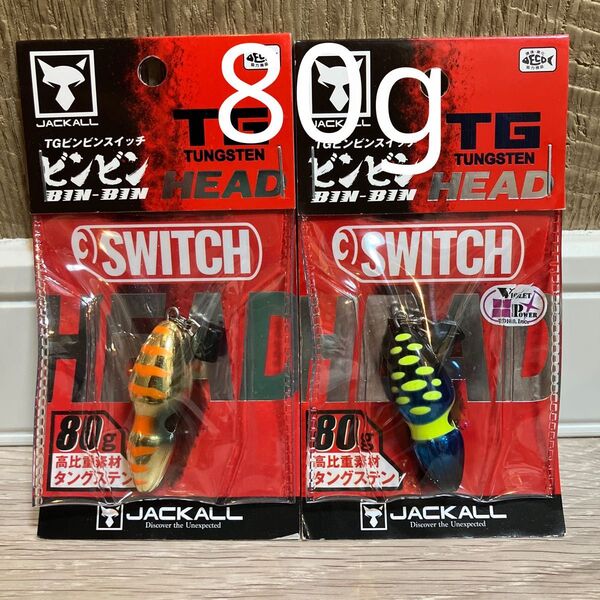 80g
JACKALL
TGビンビンスイッチ
ビンビン
BIN-BIN
TG
TUNGSTEN
HEAD
SWITCH
HEAD
80g
高比重素材
タングステン
JACKALL
Discover the Unexpected
JACKALL
TGビンビンスイッチ
ビンビン
BIN-BIN
TG
TUNGSTEN
HEAD
SWITCH
HEAD
VIOLET
POWER
80g
高比重素材
タングステン
JACKALL
Discover the Unexpected